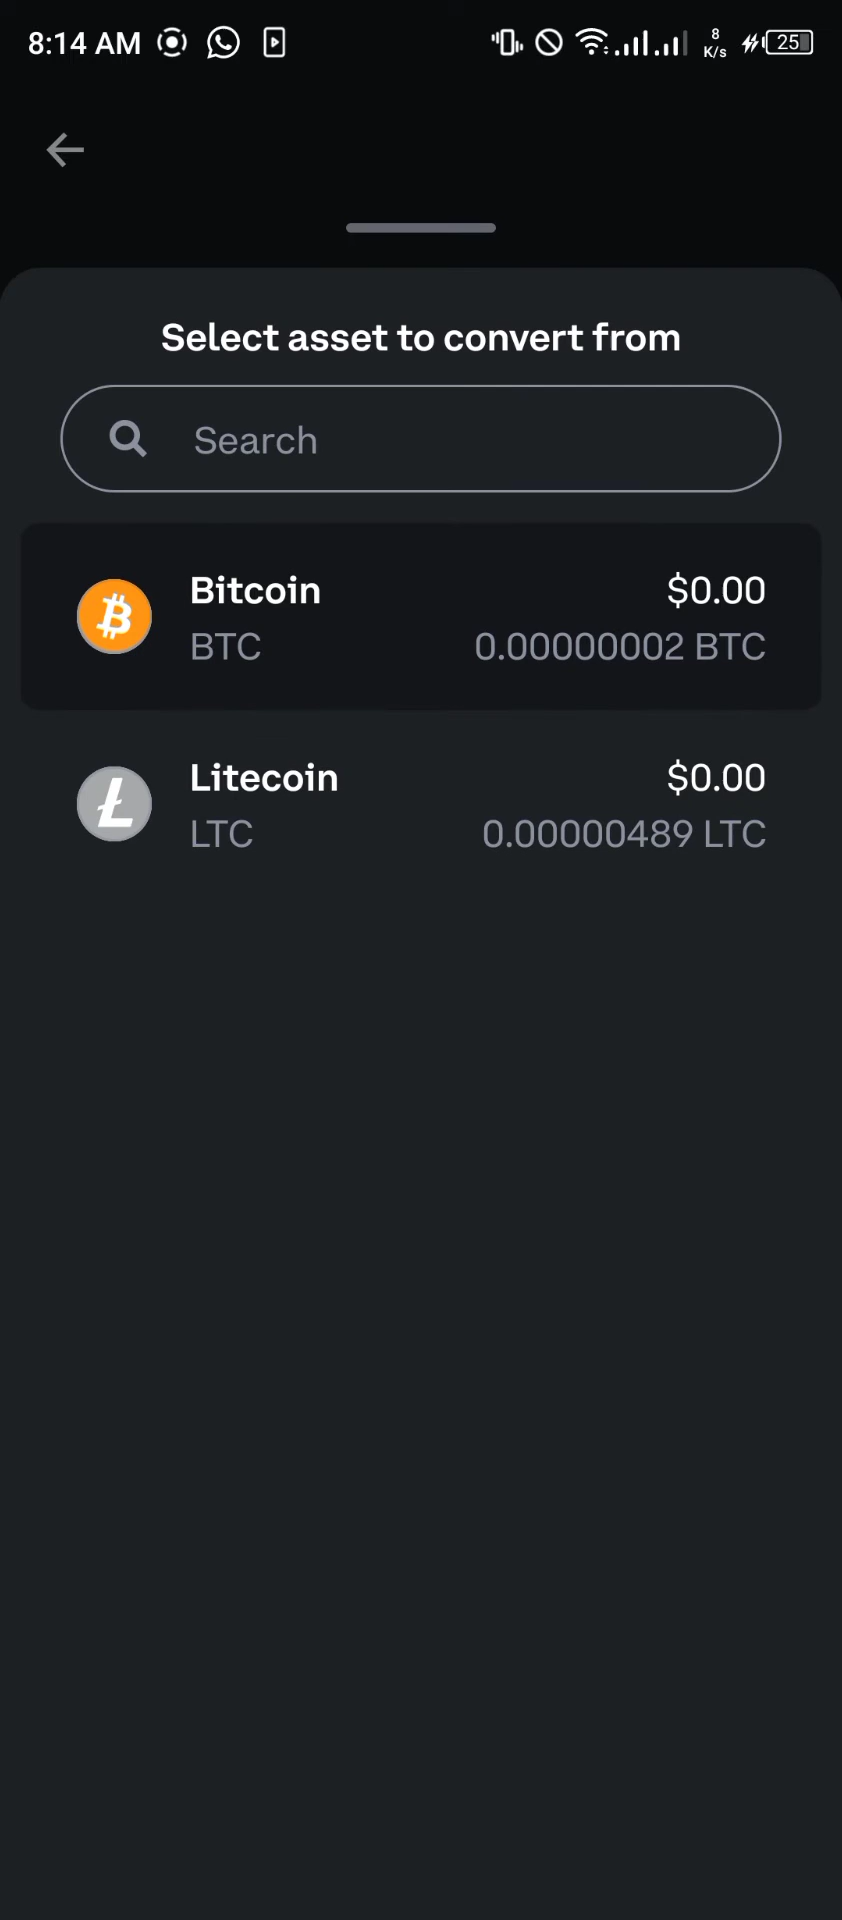 8:14 AM
8
K/s
25
Select asset to convert from
Search
Bitcoin
$0.00
BTC
0.00000002 BTC
Litecoin
$0.00
LTC
0.00000489 LTC